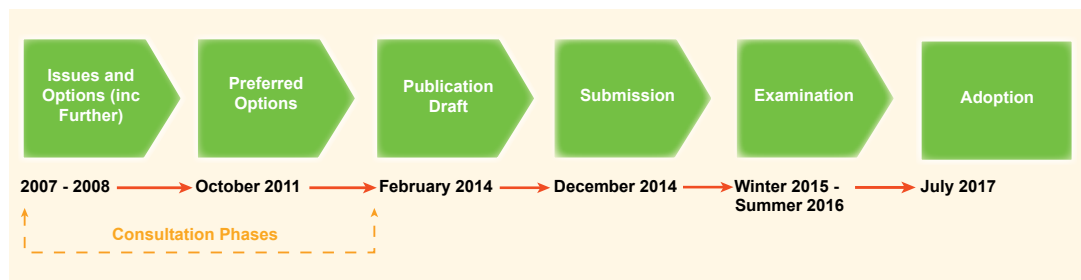 Issues and
Options (inc
Further)
Preferred
Options
Publication
Draft
Submission
Examination
Adoption
2007 - 2008
October 2011
February 2014
December 2014
Winter 2015 -
Summer 2016
July 2017
Consultation Phases